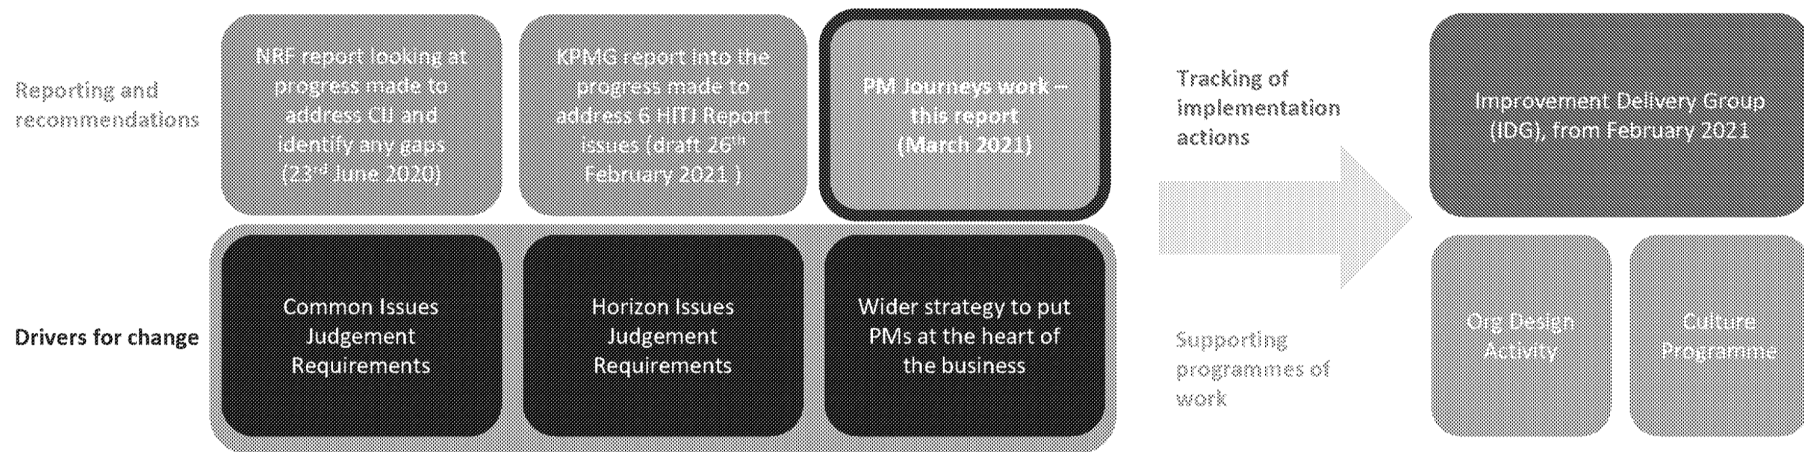 Reporting and
recommendations
NRF report looking at
progress made to
address CIJ and
identify any gaps
(23rd June 2020)
KPMG report into the
progress made to
address 6 HITJ Report
issues (draft 26th
February 2021 )
PM Journeys work –
this report
(March 2021)
Tracking of
implementation
actions
Improvement Delivery Group
(IDG), from February 2021
Drivers for change
Common Issues
Judgement
Requirements
Horizon Issues
Judgement
Requirements
Wider strategy to put
PMs at the heart of
the business
Supporting
programmes of
work
Org Design
Activity
Culture
Programme